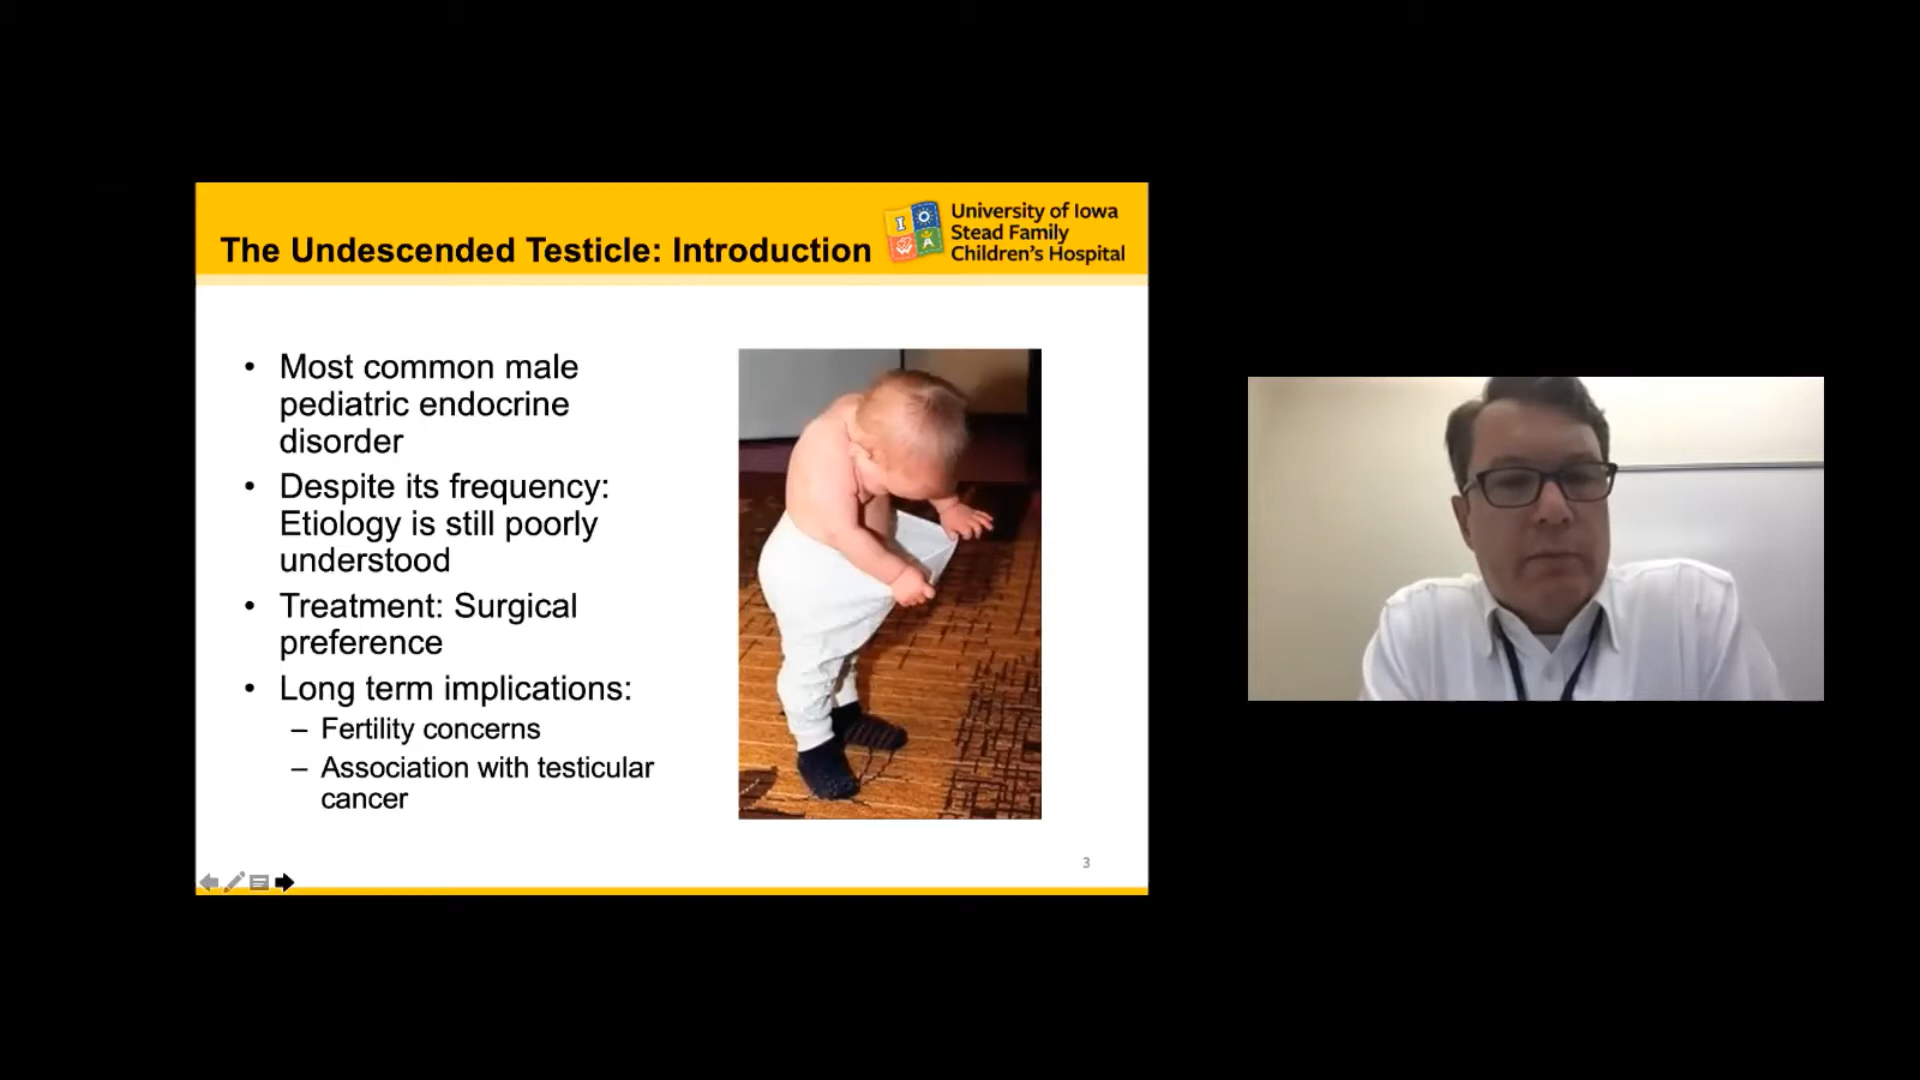 The Undescended Testicle: Introduction
University of Iowa
Stead Family
Children's Hospital
I
O
W
A
• Most common male
pediatric endocrine
disorder
• Despite its frequency:
Etiology is still poorly
understood
• Treatment: Surgical
preference
• Long term implications:
– Fertility concerns
– Association with testicular
cancer
3